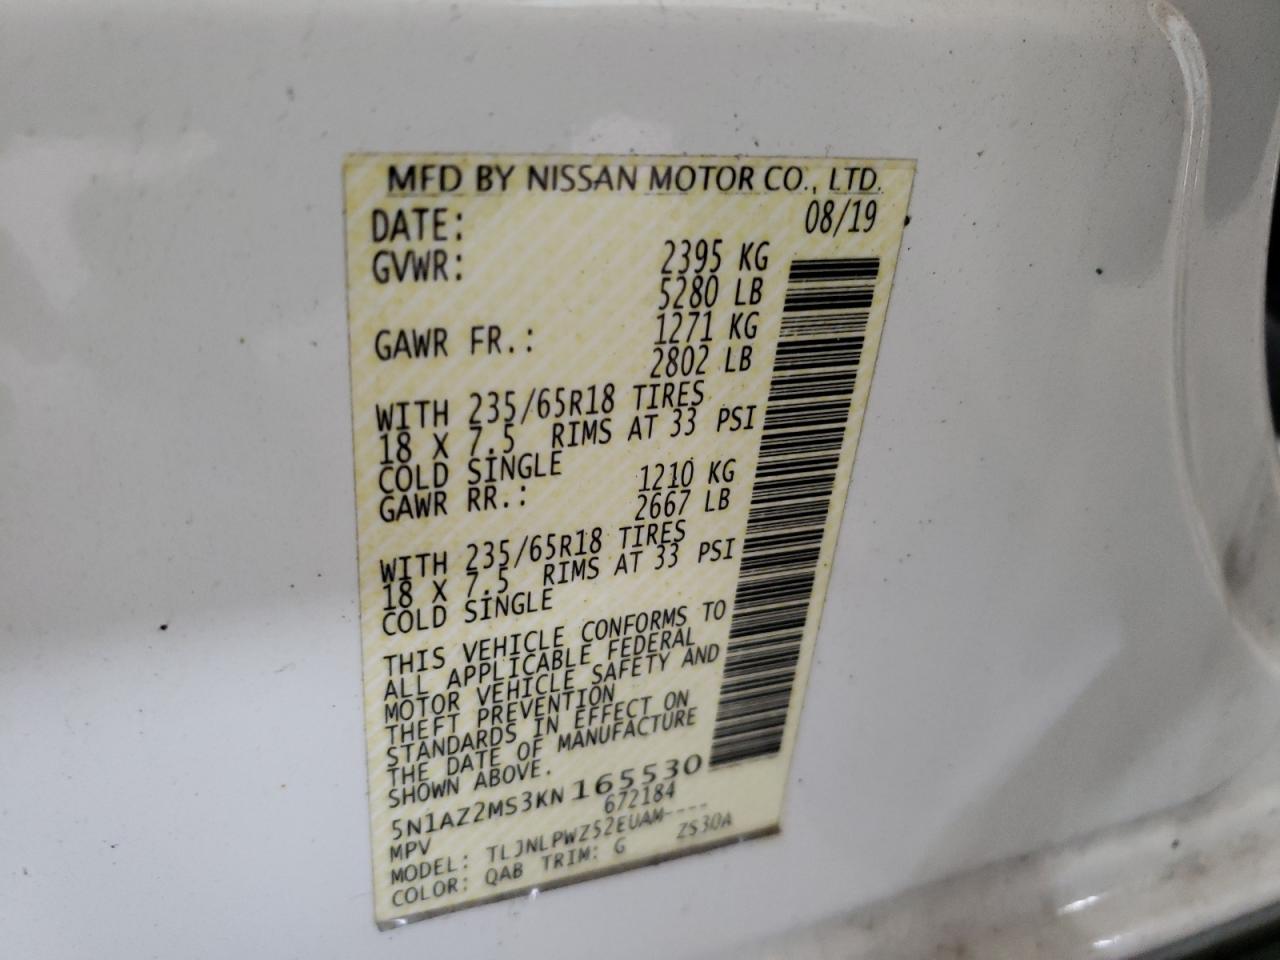 MFD BY NISSAN MOTOR CO., LTD.
DATE: 08/19
GVWR: 2395 KG
5280 LB
GAWR FR.: 1271 KG
2802 LB
WITH 235/65R18 TIRES
18 X 7.5 RIMS AT 33 PSI
COLD SINGLE
GAWR RR.: 1210 KG
2667 LB
WITH 235/65R18 TIRES
18 X 7.5 RIMS AT 33 PSI
COLD SINGLE
THIS VEHICLE CONFORMS TO
ALL APPLICABLE FEDERAL
MOTOR VEHICLE SAFETY AND
THEFT PREVENTION
STANDARDS IN EFFECT ON
THE DATE OF MANUFACTURE
SHOWN ABOVE.
5N1AZ2MS3KN165530
MPV 672184
MODEL: TLJNLPWZ52EUAM----
COLOR: QAB TRIM: G ZS30A